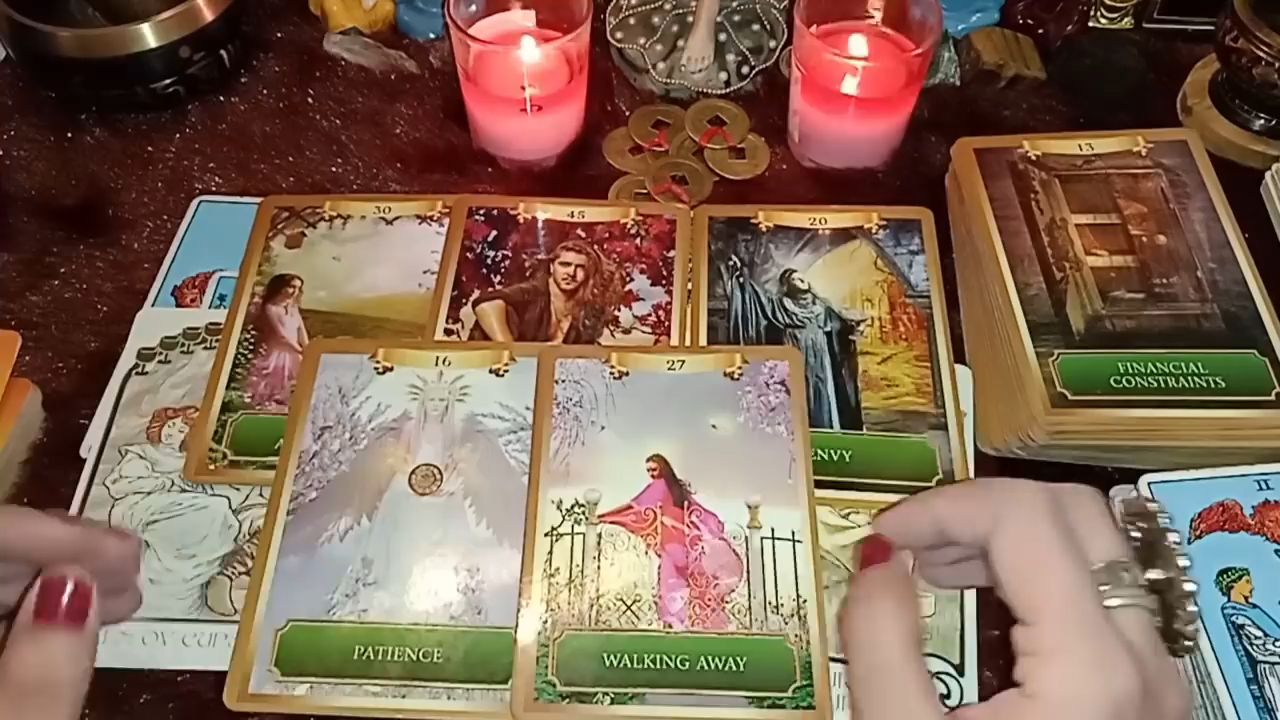 13
30
45
20
FINANCIAL
CONSTRAINTS
16
27
ENVY
II
PATIENCE
WALKING AWAY